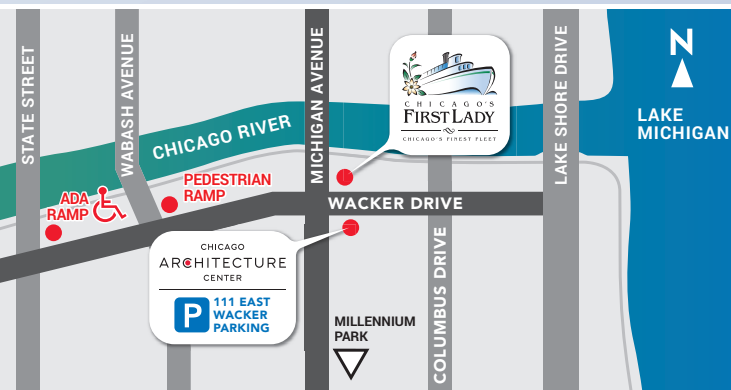 STATE STREET
WABASH AVENUE
CHICAGO RIVER
MICHIGAN AVENUE
CHICAGO'S
FIRST LADY
CHICAGO'S FINEST FLEET
LAKE SHORE DRIVE
N
LAKE
MICHIGAN
ADA
RAMP
PEDESTRIAN
RAMP
WACKER DRIVE
CHICAGO
ARCHITECTURE
CENTER
P
111 EAST
WACKER
PARKING
MILLENNIUM
PARK
COLUMBUS DRIVE